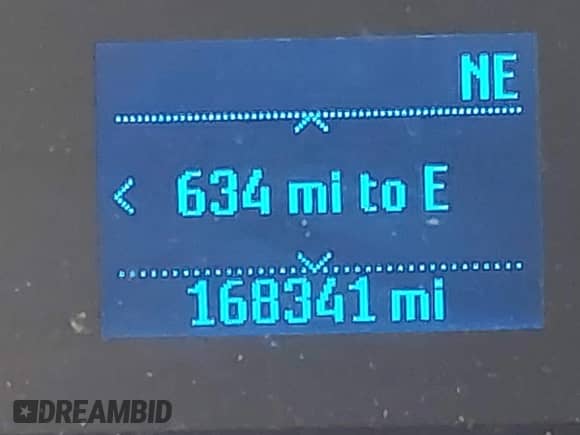 NE
634 mi to E
168341 mi
DREAMBID